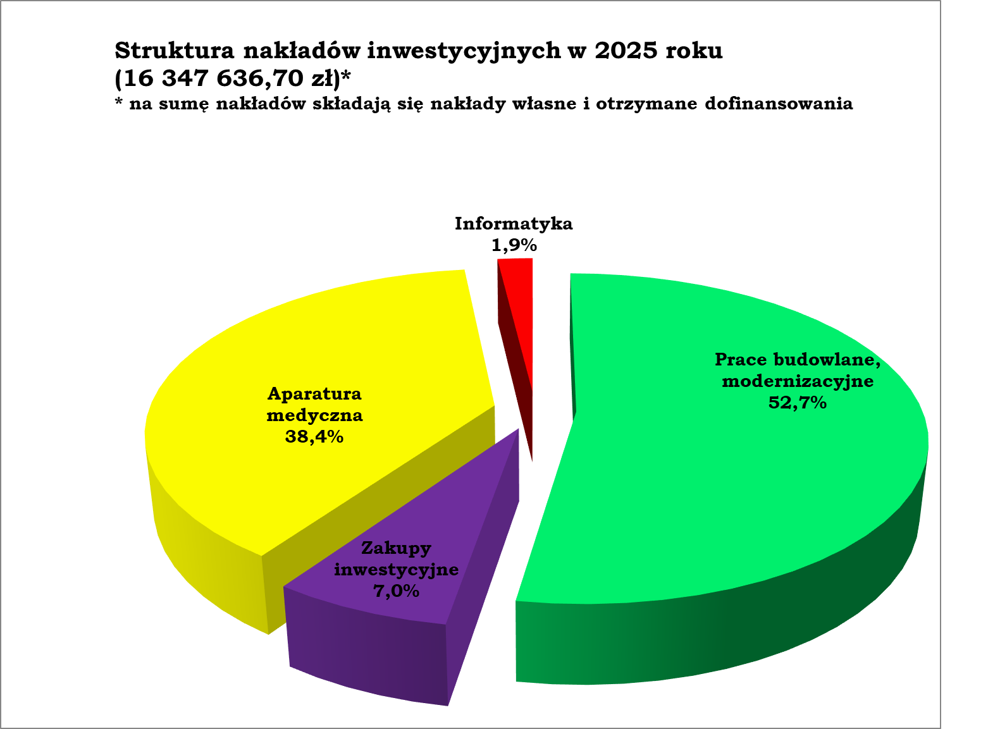 Struktura nakładów inwestycyjnych w 2025 roku
(16 347 636,70 zł)*
* na sumę nakładów składają się nakłady własne i otrzymane dofinansowania
Informatyka
1,9%
Prace budowlane,
modernizacyjne
52,7%
Aparatura
medyczna
38,4%
Zakupy
inwestycyjne
7,0%